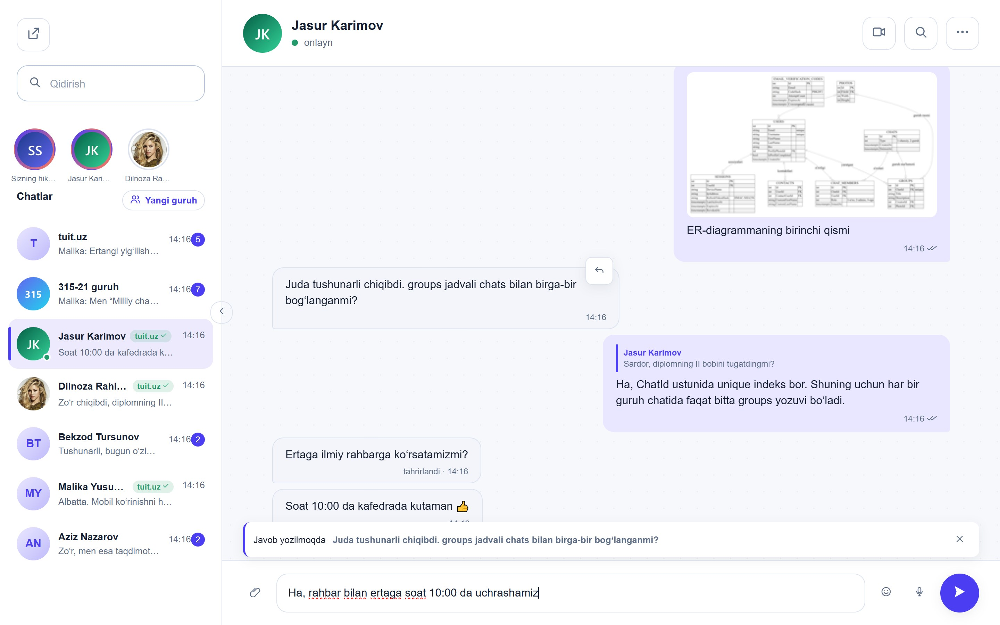 Qidirish
SS
JK
Sizning hik...
Jasur Kari...
Dilnoza Ra...
Chatlar
Yangi guruh
T
tuit.uz
14:16
5
Malika: Ertangi yig‘ilish...
315
315-21 guruh
14:16
7
Malika: Men “Milliy cha...
JK
Jasur Karimov
tuit.uz
14:16
Soat 10:00 da kafedrada k...
Dilnoza Rahi...
tuit.uz
14:16
Zo‘r chiqibdi, diplomning II...
BT
Bekzod Tursunov
14:16
2
Tushunarli, bugun o‘zi...
MY
Malika Yusu...
tuit.uz
14:16
Albatta. Mobil ko‘rinishni h...
AN
Aziz Nazarov
14:16
2
Zo‘r, men esa taqdimot...
JK
Jasur Karimov
onlayn
EMAIL_VERIFICATION_CODES
PHOTOS
USERS
CHATS
SESSIONS
CONTACTS
CHAT_MEMBERS
GROUPS
ER-diagrammaning birinchi qismi
14:16
Juda tushunarli chiqibdi. groups jadvali chats bilan birga-bir
bog‘langanmi?
14:16
Jasur Karimov
Sardor, diplomning II bobini tugatdingmi?
Ha, ChatId ustunida unique indeks bor. Shuning uchun har bir
guruh chatida faqat bitta groups yozuvi bo‘ladi.
14:16
Ertaga ilmiy rahbarga ko‘rsatamizmi?
tahrirlandi · 14:16
Soat 10:00 da kafedrada kutaman 👍
Javob yozilmoqda Juda tushunarli chiqibdi. groups jadvali chats bilan birga-bir bog‘langanmi?
Ha, rahbar bilan ertaga soat 10:00 da uchrashamiz